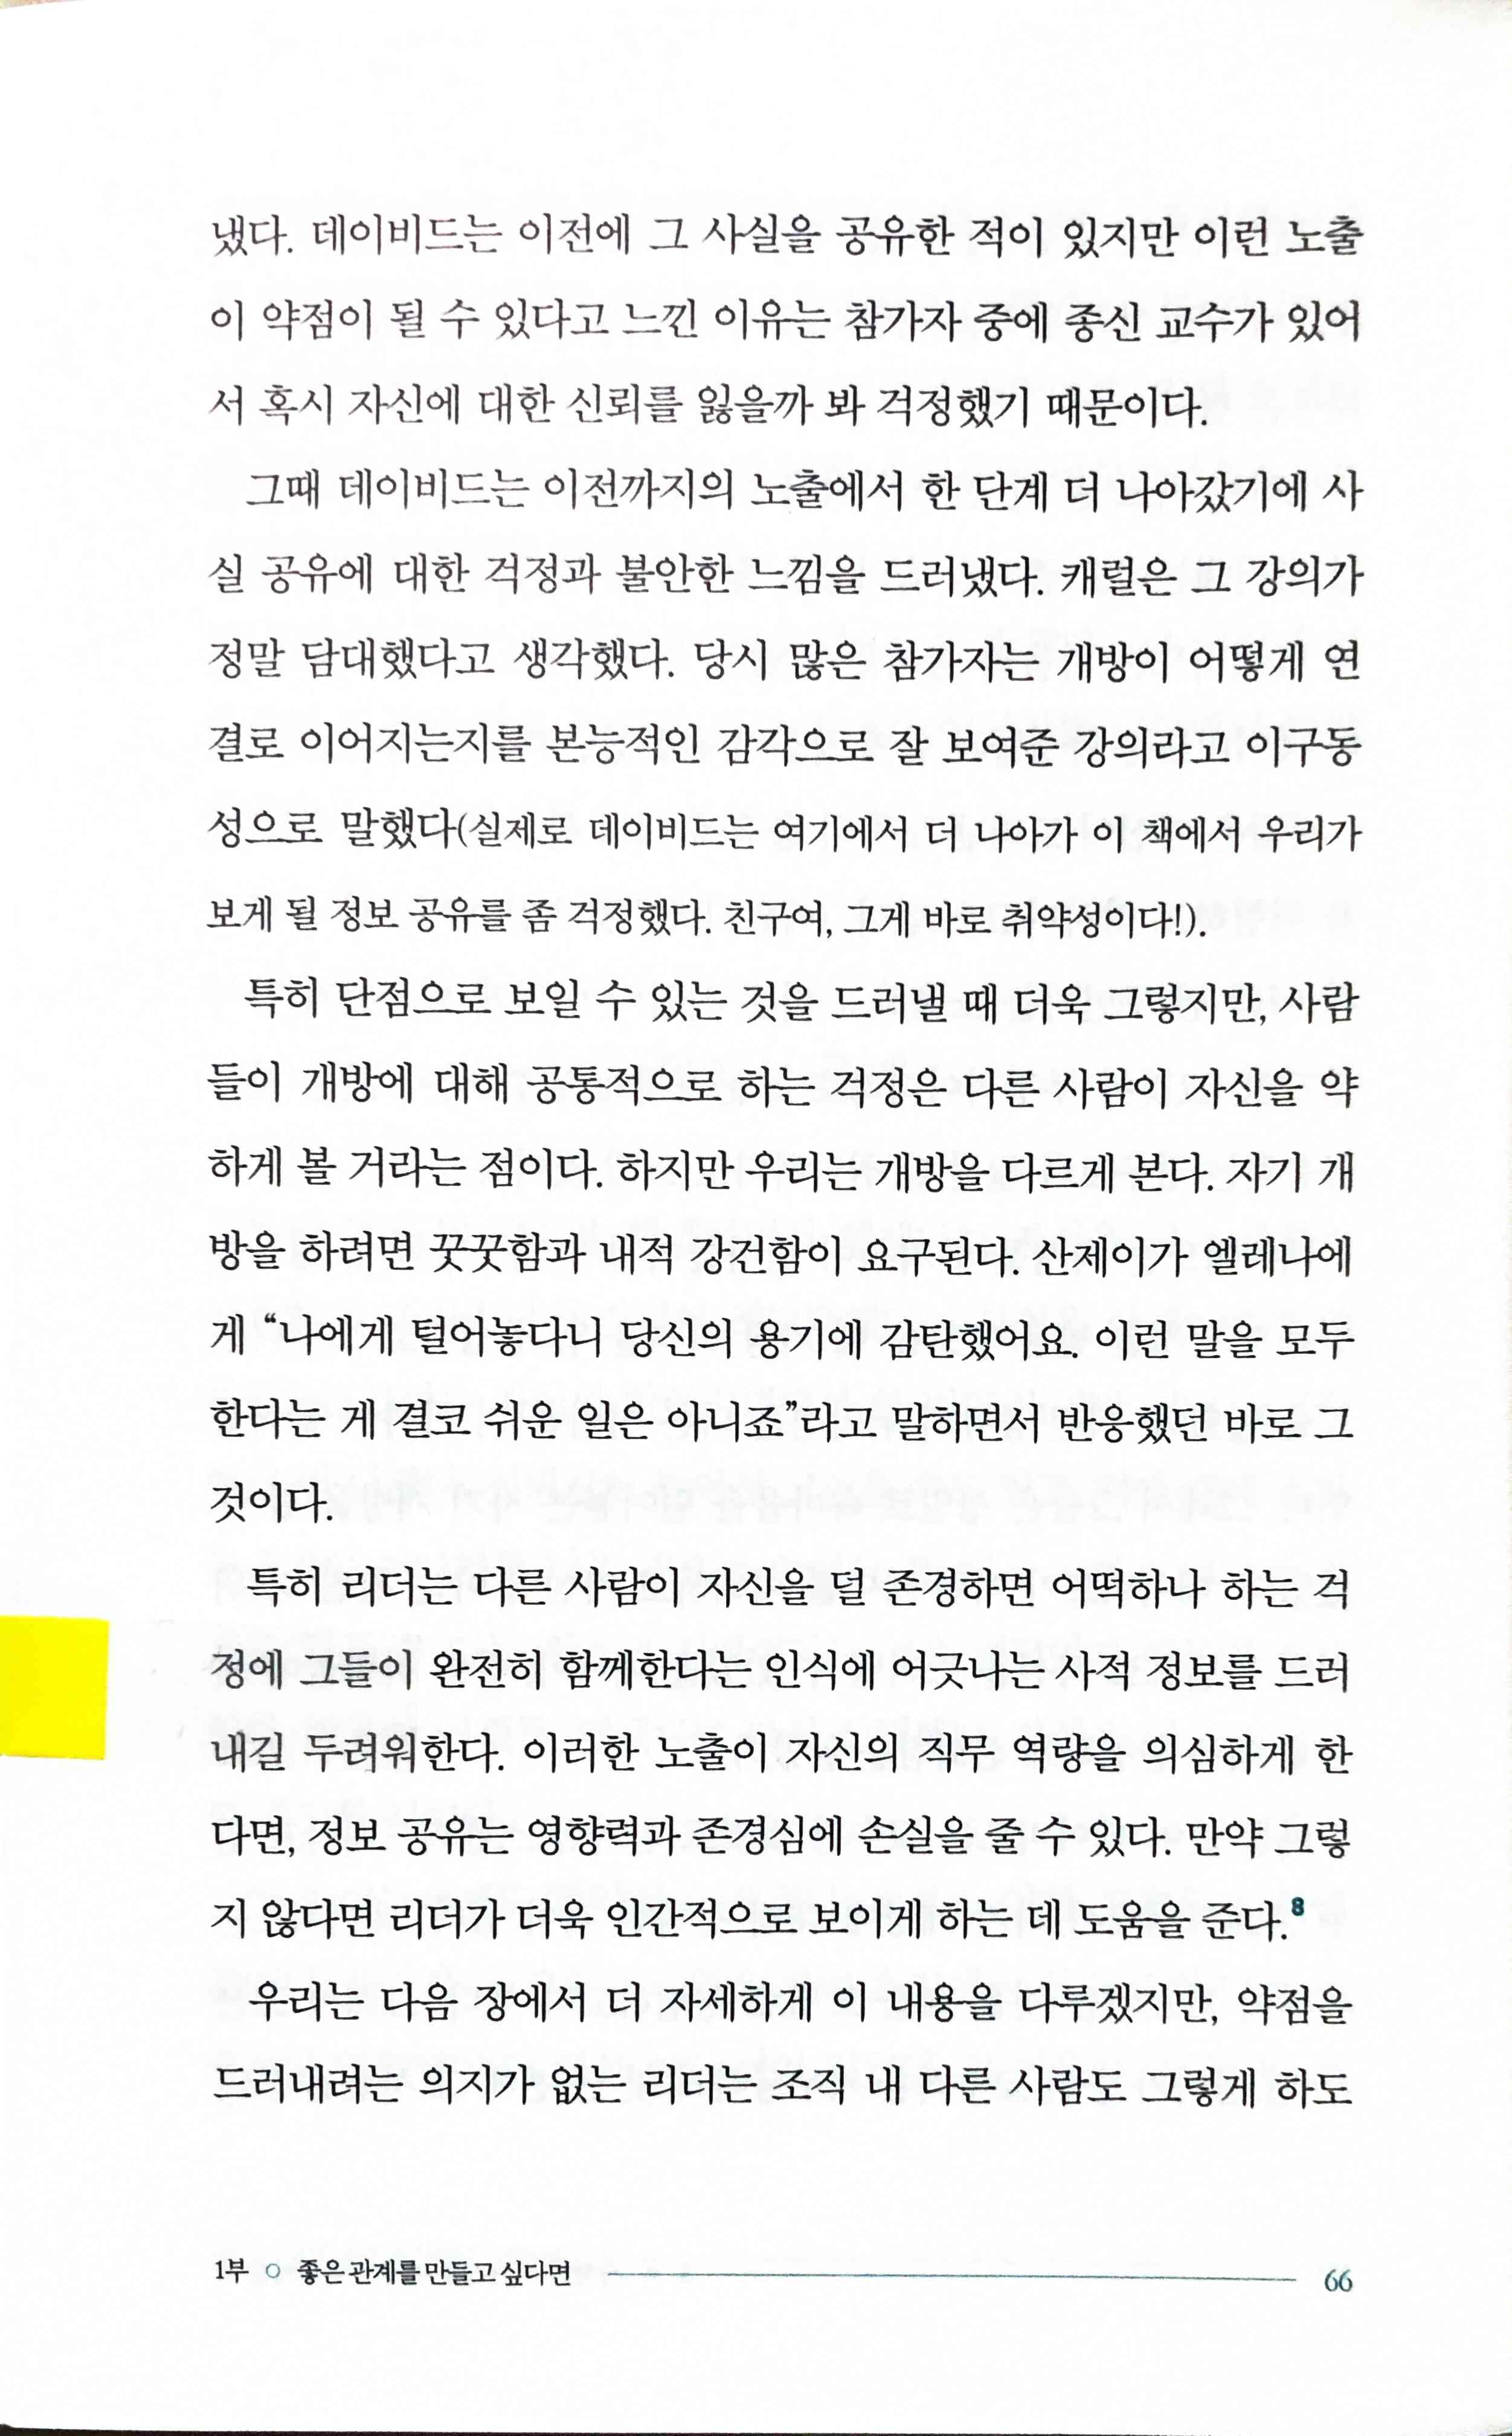 냈다. 데이비드는 이전에 그 사실을 공유한 적이 있지만 이런 노출
이 약점이 될 수 있다고 느낀 이유는 참가자 중에 종신 교수가 있어
서 혹시 자신에 대한 신뢰를 잃을까 봐 걱정했기 때문이다.
그때 데이비드는 이전까지의 노출에서 한 단계 더 나아갔기에 사
실 공유에 대한 걱정과 불안한 느낌을 드러냈다. 캐럴은 그 강의가
정말 담대했다고 생각했다. 당시 많은 참가자는 개방이 어떻게 연
결로 이어지는지를 본능적인 감각으로 잘 보여준 강의라고 이구동
성으로 말했다(실제로 데이비드는 여기에서 더 나아가 이 책에서 우리가
보게 될 정보 공유를 좀 걱정했다. 친구여, 그게 바로 취약성이다!).
특히 단점으로 보일 수 있는 것을 드러낼 때 더욱 그렇지만, 사람
들이 개방에 대해 공통적으로 하는 걱정은 다른 사람이 자신을 약
하게 볼 거라는 점이다. 하지만 우리는 개방을 다르게 본다. 자기 개
방을 하려면 꿋꿋함과 내적 강건함이 요구된다. 산제이가 엘레나에
게 “나에게 털어놓다니 당신의 용기에 감탄했어요. 이런 말을 모두
한다는 게 결코 쉬운 일은 아니죠”라고 말하면서 반응했던 바로 그
것이다.
특히 리더는 다른 사람이 자신을 덜 존경하면 어떡하나 하는 걱
정에 그들이 완전히 함께한다는 인식에 어긋나는 사적 정보를 드러
내길 두려워한다. 이러한 노출이 자신의 직무 역량을 의심하게 한
다면, 정보 공유는 영향력과 존경심에 손실을 줄 수 있다. 만약 그렇
지 않다면 리더가 더욱 인간적으로 보이게 하는 데 도움을 준다.8
우리는 다음 장에서 더 자세하게 이 내용을 다루겠지만, 약점을
드러내려는 의지가 없는 리더는 조직 내 다른 사람도 그렇게 하도
1부 ○ 좋은 관계를 만들고 싶다면 66